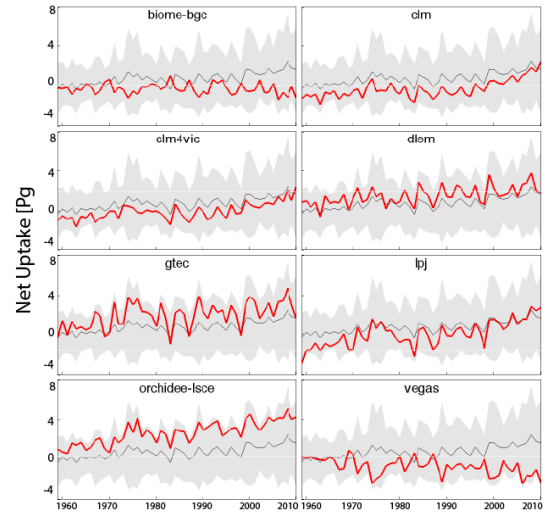 8 biome-bgc clm
4
0
-4
8 clm4vic dlem
4
0
-4
Net Uptake [Pg
8 gtec lpj
4
0
-4
8 orchidee-lsce vegas
4
0
-4
1960 1970 1980 1990 2000 2010 1960 1970 1980 1990 2000 2010